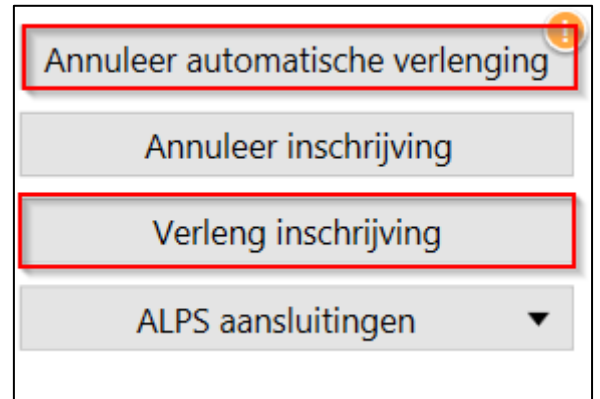 Annuleer automatische verlenging
Annuleer inschrijving
Verleng inschrijving
ALPS aansluitingen